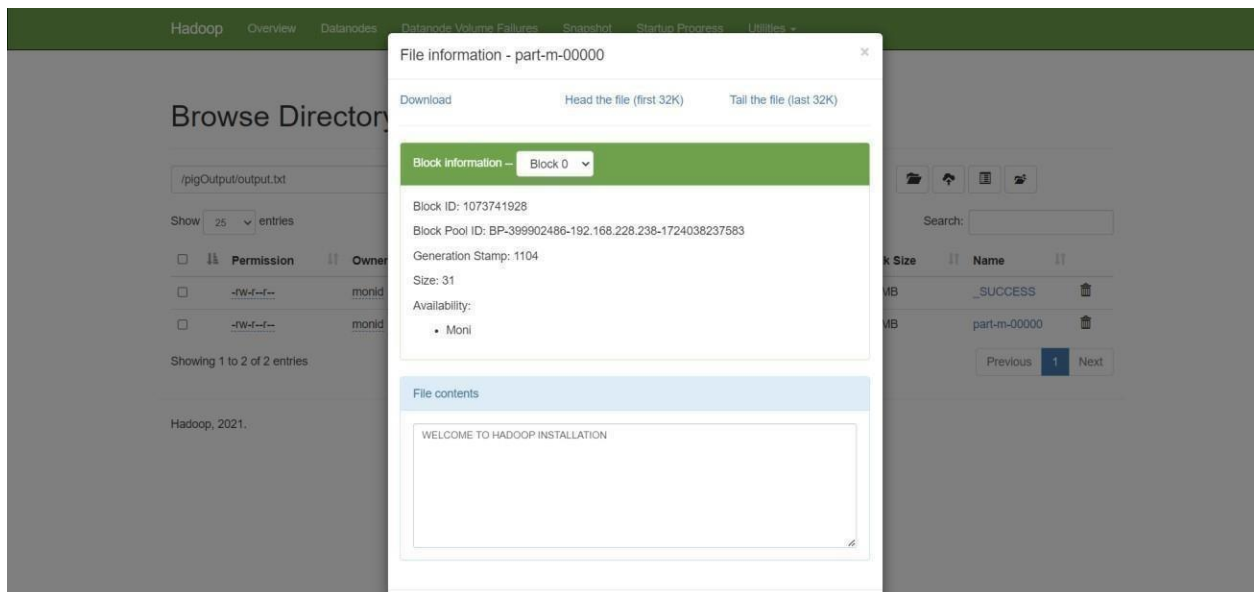 Hadoop Overview Datanodes Datanode Volume Failures Snapshot Startup Progress Utilities
File information - part-m-00000 ×
Download Head the file (first 32K) Tail the file (last 32K)
Browse Directory
Block information -- Block 0
/pigOutput/output.txt
Block ID: 1073741928
Show 25 entries Search:
Block Pool ID: BP-399902486-192.168.228.238-1724038237583
Permission Owner k Size Name
Generation Stamp: 1104
Size: 31
-rw-r--r-- monid MB _SUCCESS
Availability:
-rw-r--r-- monid MB part-m-00000
• Moni
Showing 1 to 2 of 2 entries Previous 1 Next
File contents
Hadoop, 2021.
WELCOME TO HADOOP INSTALLATION